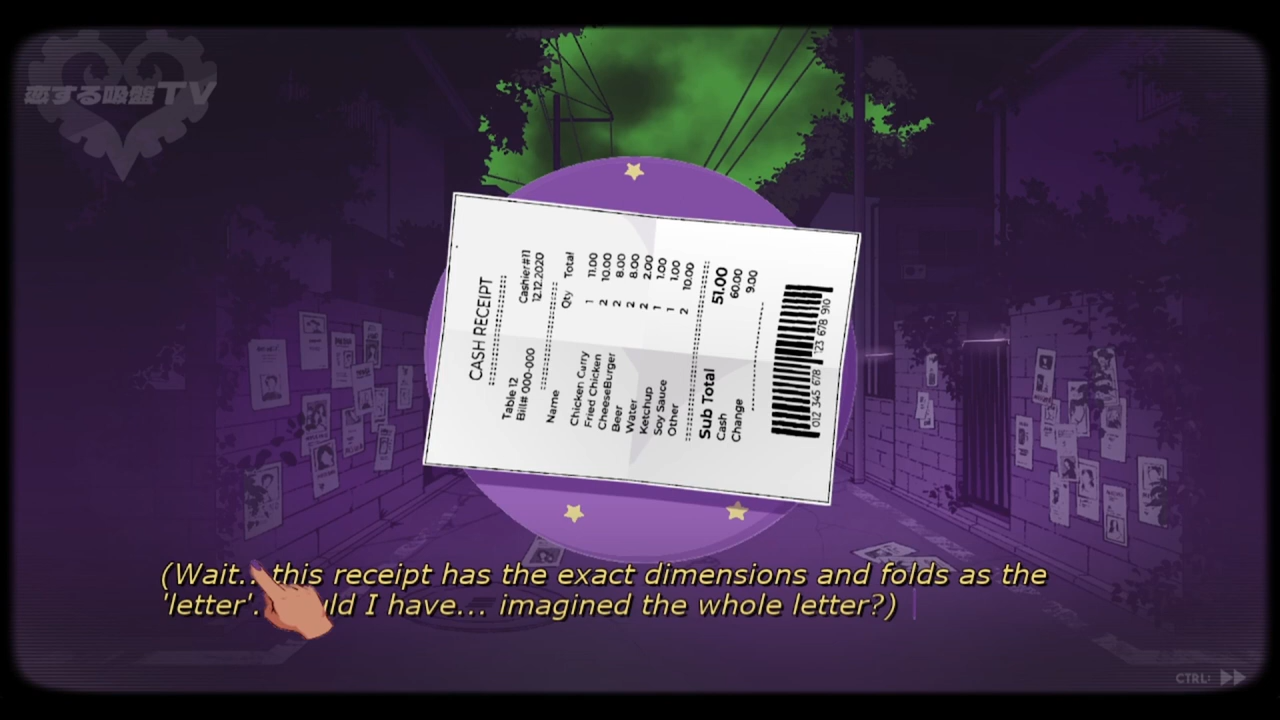 恋する吸盤TV
CASH RECEIPT
Table 12 Cashier#11
Bill# 000-000 12.12.2020
Name Qty Total
Chicken Curry 1 11.00
Fried Chicken 2 10.00
CheeseBurger 2 8.00
Beer 2 8.00
Water 2 2.00
Ketchup 1 1.00
Soy Sauce 1 1.00
Other 2 10.00
Sub Total 51.00
Cash 60.00
Change 9.00
012 345 678 123 678 910
(Wait.. this receipt has the exact dimensions and folds as the
'letter'. I have... imagined the whole letter?)
CTRL: